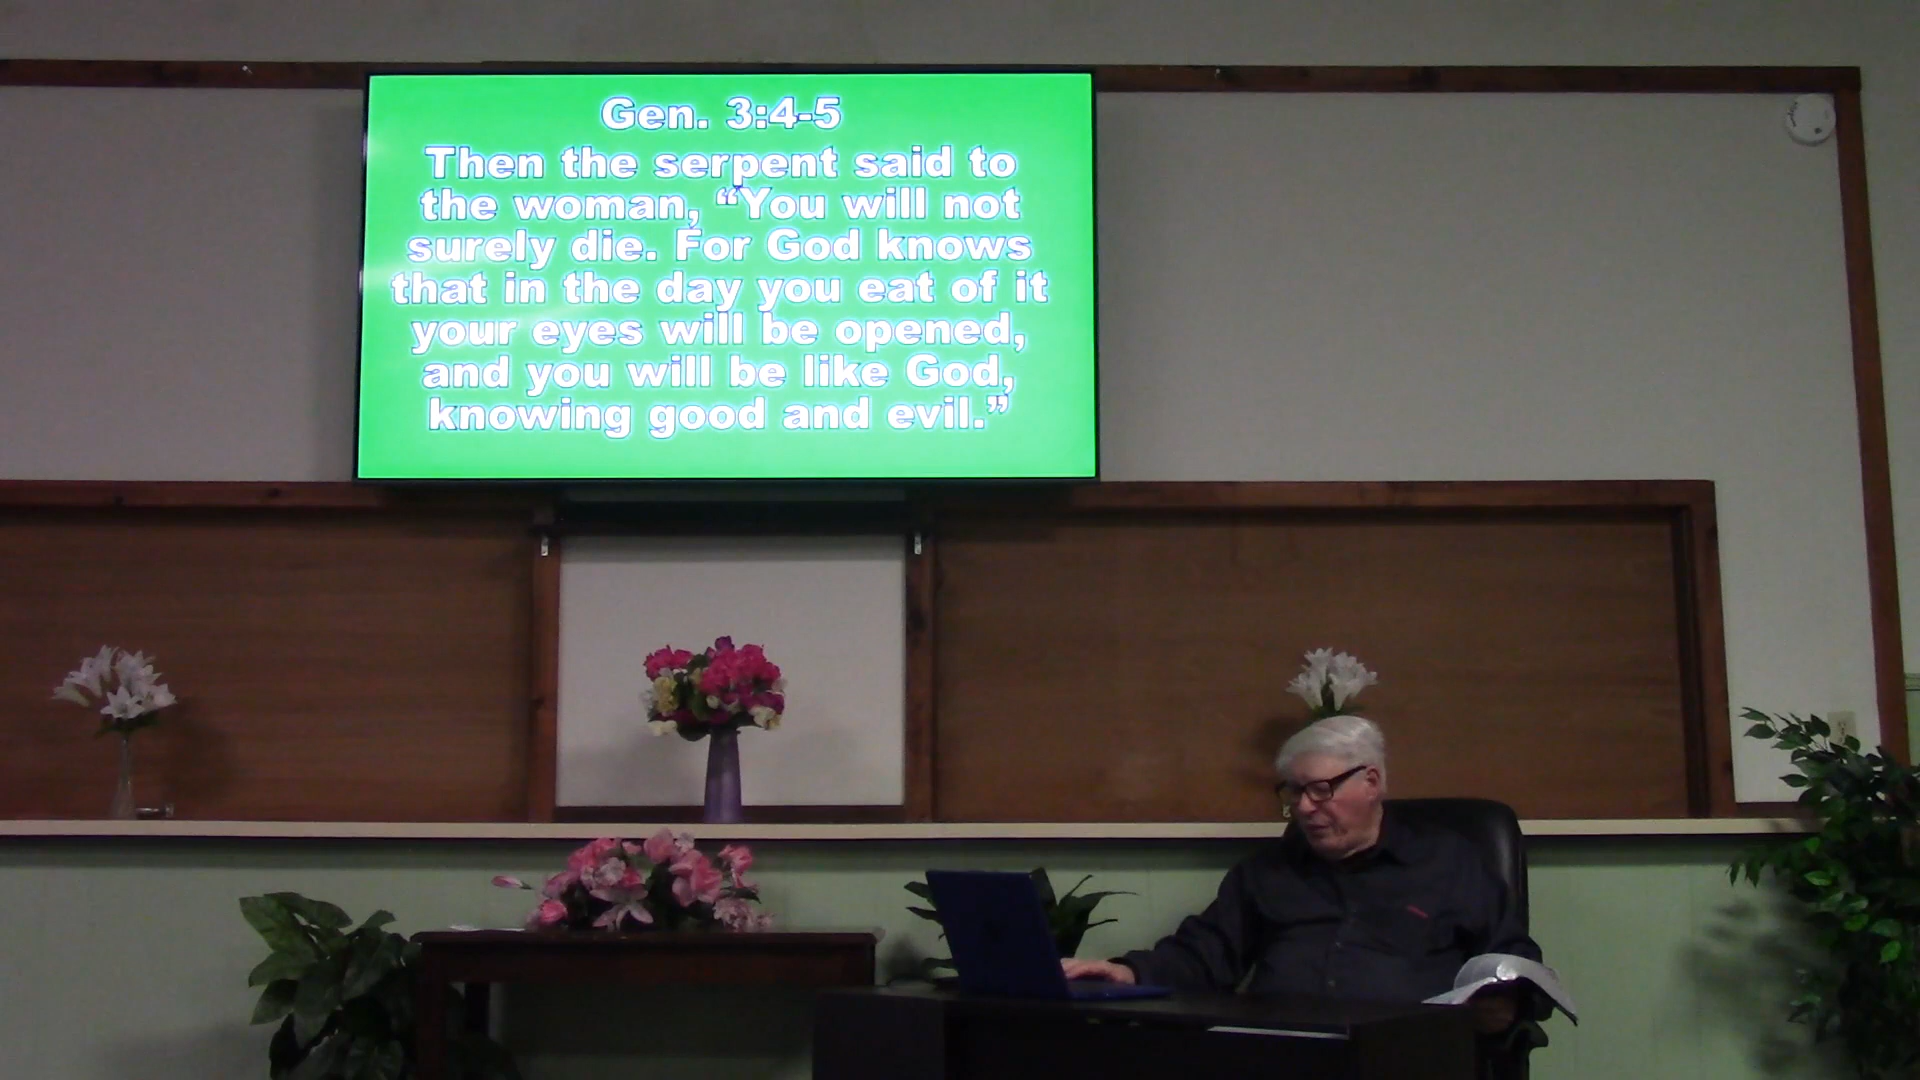 Gen. 3:4-5
Then the serpent said to
the woman, “You will not
surely die. For God knows
that in the day you eat of it
your eyes will be opened,
and you will be like God,
knowing good and evil.”